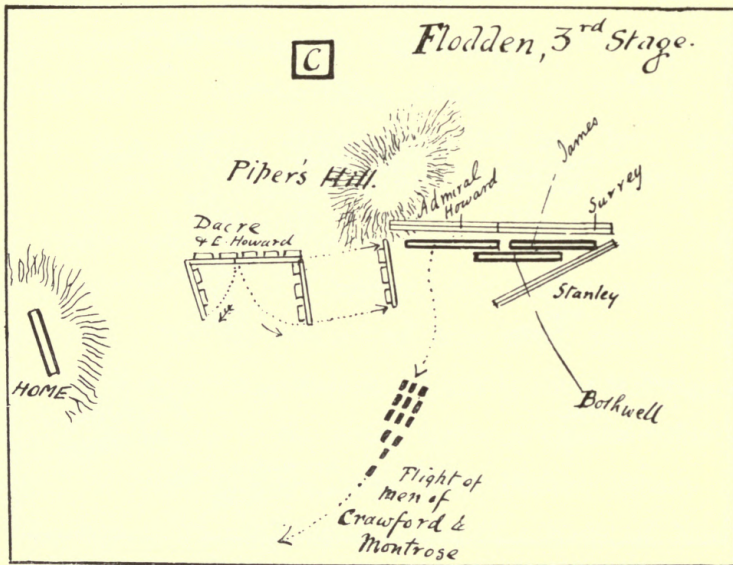 C
Flodden, 3rd Stage.
Piper's Hill.
Admiral
Howard
James
Surrey
Dacre
& E. Howard
Stanley
HOME
Bothwell
Flight of
men of
Crawford &
Montrose